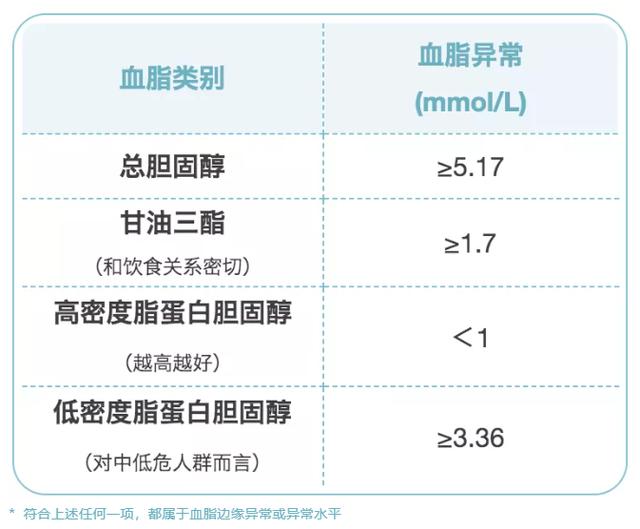 血脂类别
血脂异常
(mmol/L)
总胆固醇
≥5.17
甘油三酯
（和饮食关系密切）
≥1.7
高密度脂蛋白胆固醇
（越高越好）
＜1
低密度脂蛋白胆固醇
（对中低危人群而言）
≥3.36
* 符合上述任何一项，都属于血脂边缘异常或异常水平